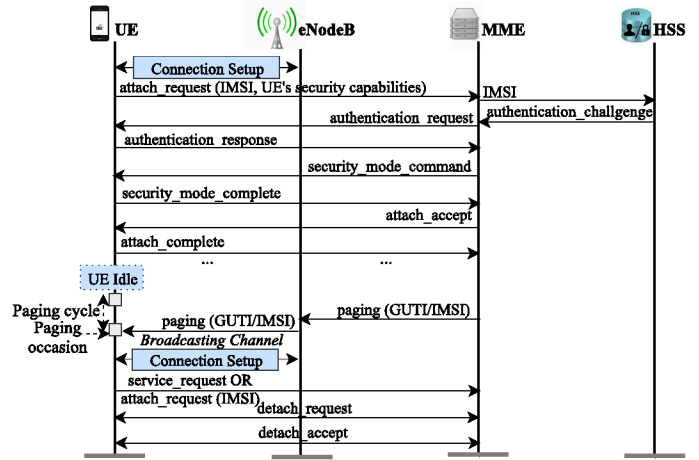 HSS
UE
eNodeB
MME
HSS
Connection Setup
attach_request (IMSI, UE's security capabilities)
IMSI
authentication_challgenge
authentication_request
authentication_response
security_mode_command
security_mode_complete
attach_accept
attach_complete
...
...
UE Idle
Paging cycle
paging (GUTI/IMSI)
paging (GUTI/IMSI)
Paging
occasion
Broadcasting Channel
Connection Setup
service_request OR
attach_request (IMSI)
detach_request
detach_accept